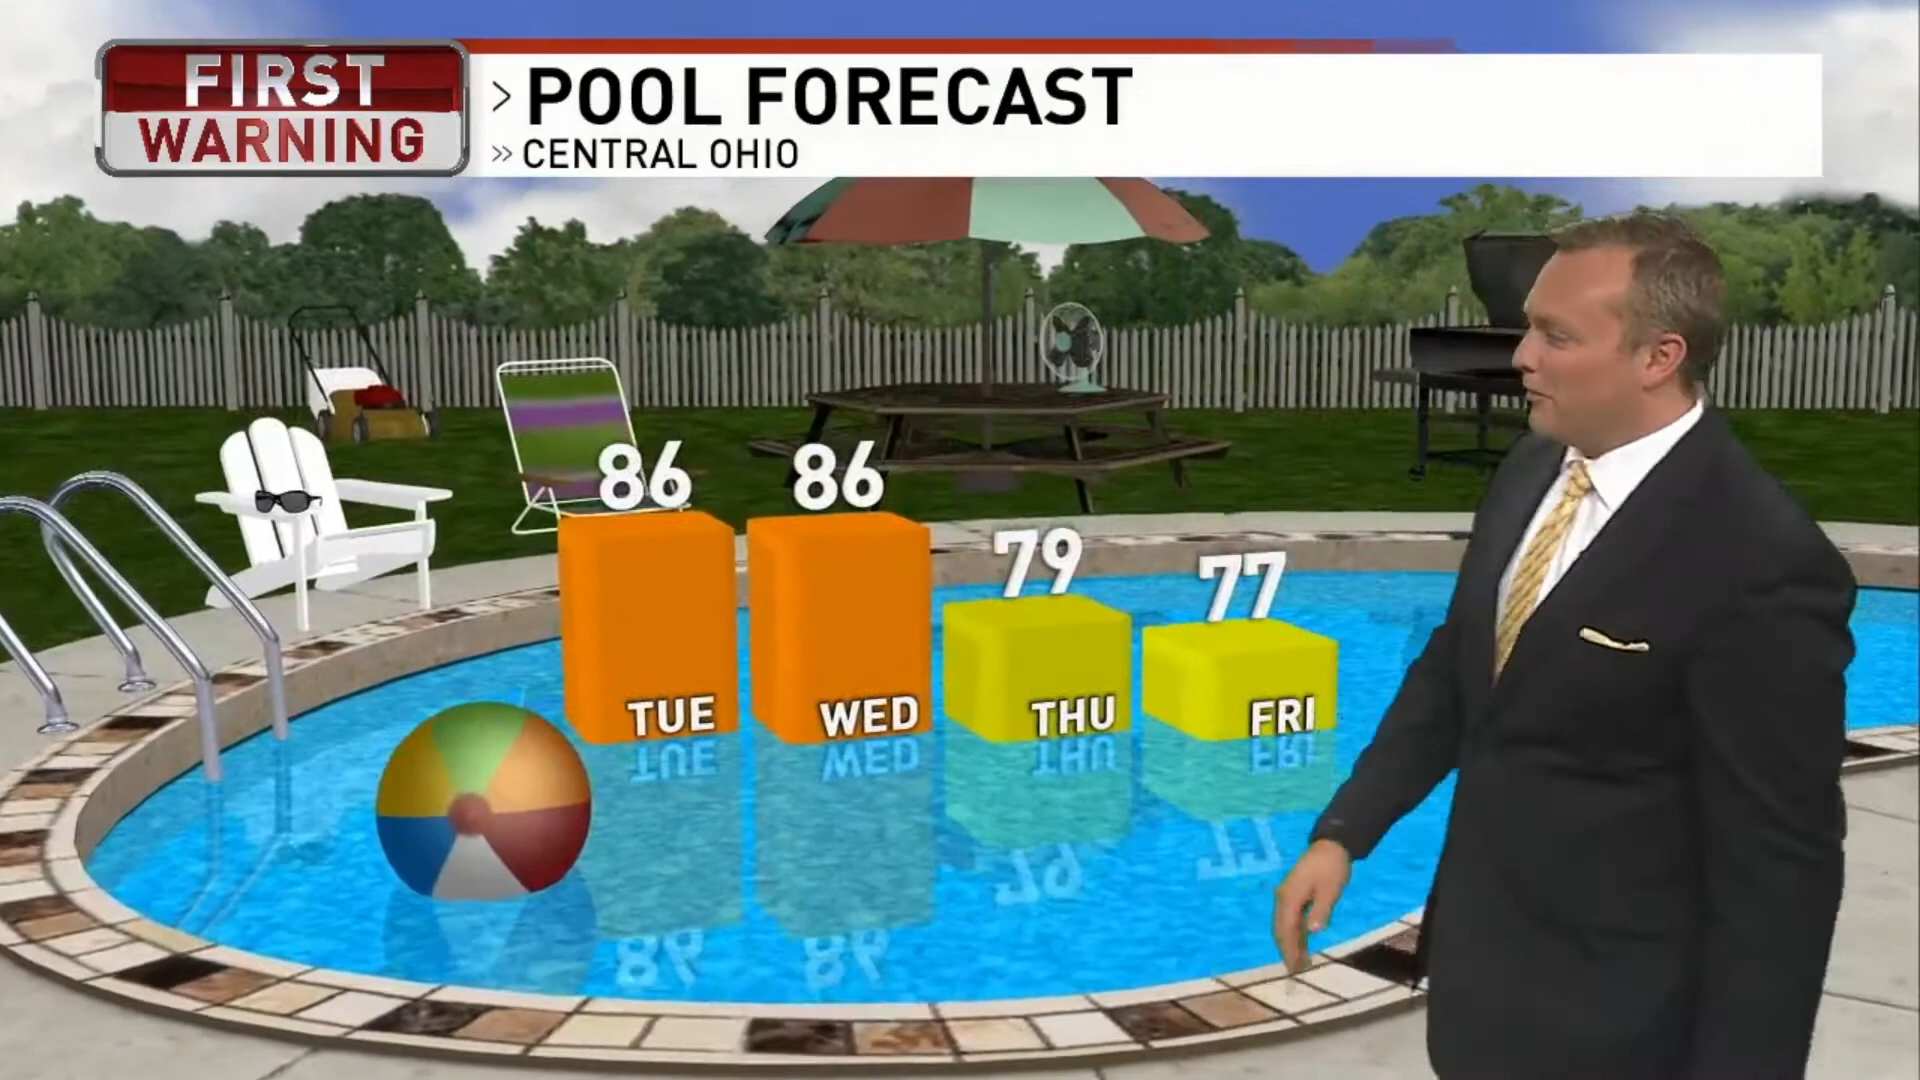 FIRST
WARNING
> POOL FORECAST
» CENTRAL OHIO
86
86
79
77
TUE
WED
THU
FRI